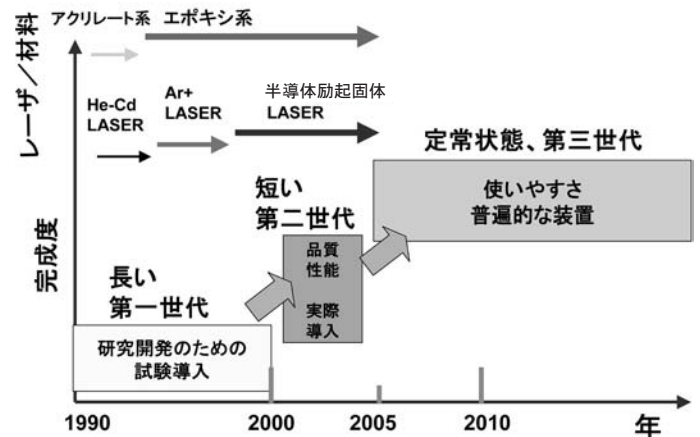 アクリレート系 エポキシ系
レーザ／材料
He-Cd
LASER
Ar+
LASER
半導体励起固体
LASER
定常状態、第三世代
使いやすさ
普遍的な装置
短い
第二世代
品質
性能
実際
導入
完成度
長い
第一世代
研究開発のための
試験導入
1990 2000 2005 2010 年